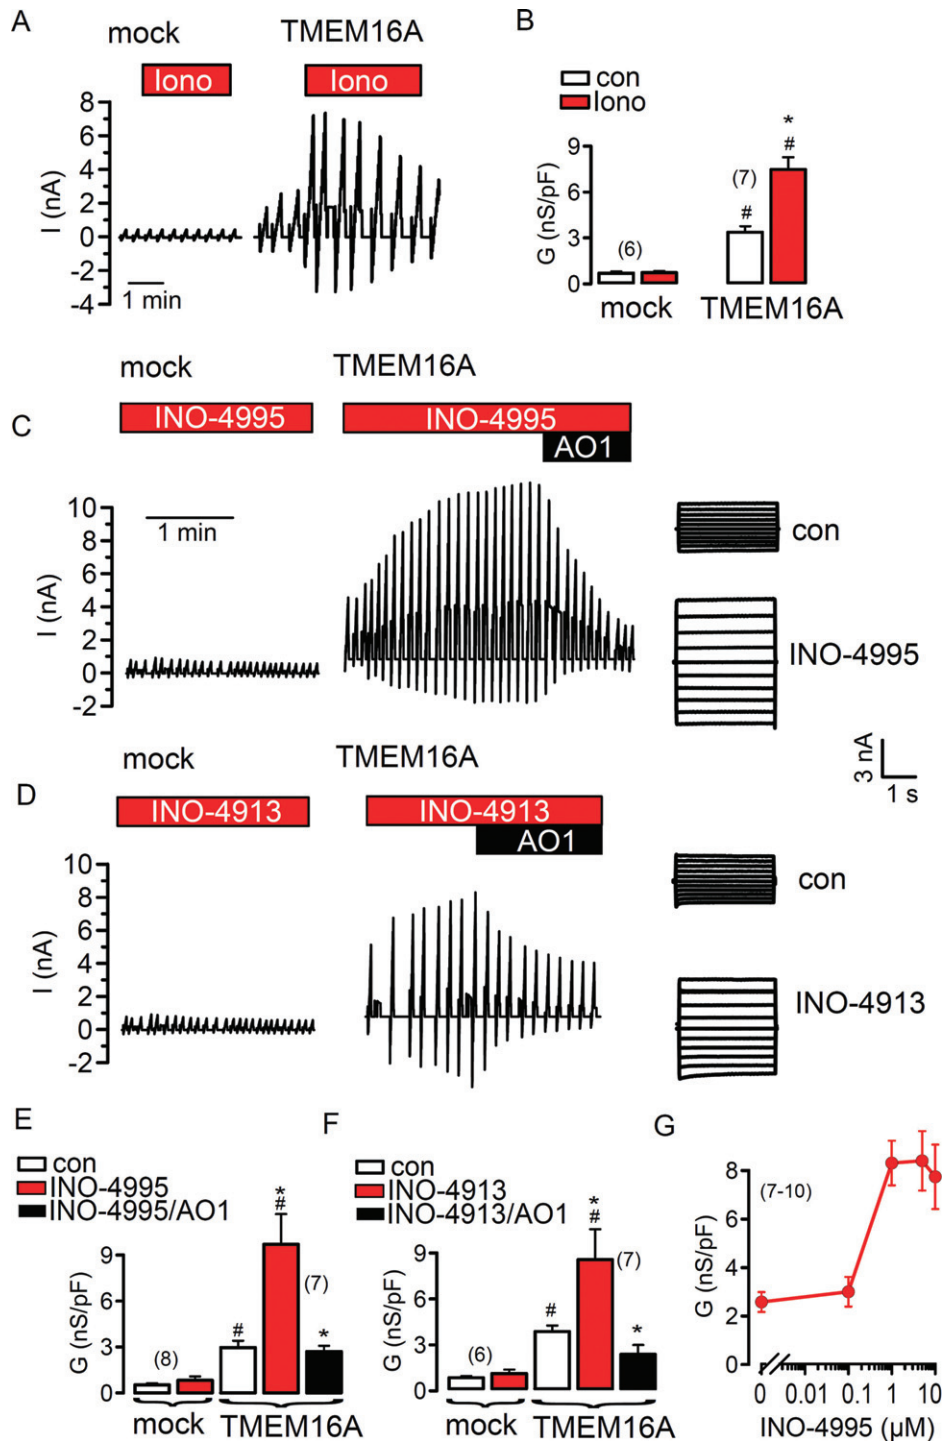 A
mock
TMEM16A
Iono
Iono
8
6
4
2
0
-2
-4
I (nA)
1 min
B
con
Iono
9
6
3
0
G (nS/pF)
(6)
(7)
#
*
#
mock
TMEM16A
C
mock
TMEM16A
INO-4995
INO-4995
AO1
10
8
6
4
2
0
-2
I (nA)
1 min
con
INO-4995
3 nA
1 s
D
mock
TMEM16A
INO-4913
INO-4913
AO1
10
8
6
4
2
0
-2
I (nA)
con
INO-4913
E
con
INO-4995
INO-4995/AO1
9
6
3
0
G (nS/pF)
(8)
#
*
#
(7)
*
mock
TMEM16A
F
con
INO-4913
INO-4913/AO1
9
6
3
0
G (nS/pF)
(6)
#
*
#
(7)
*
mock
TMEM16A
G
(7-10)
8
6
4
2
0
G (nS/pF)
0 0.01 0.1 1 10
INO-4995 (µM)